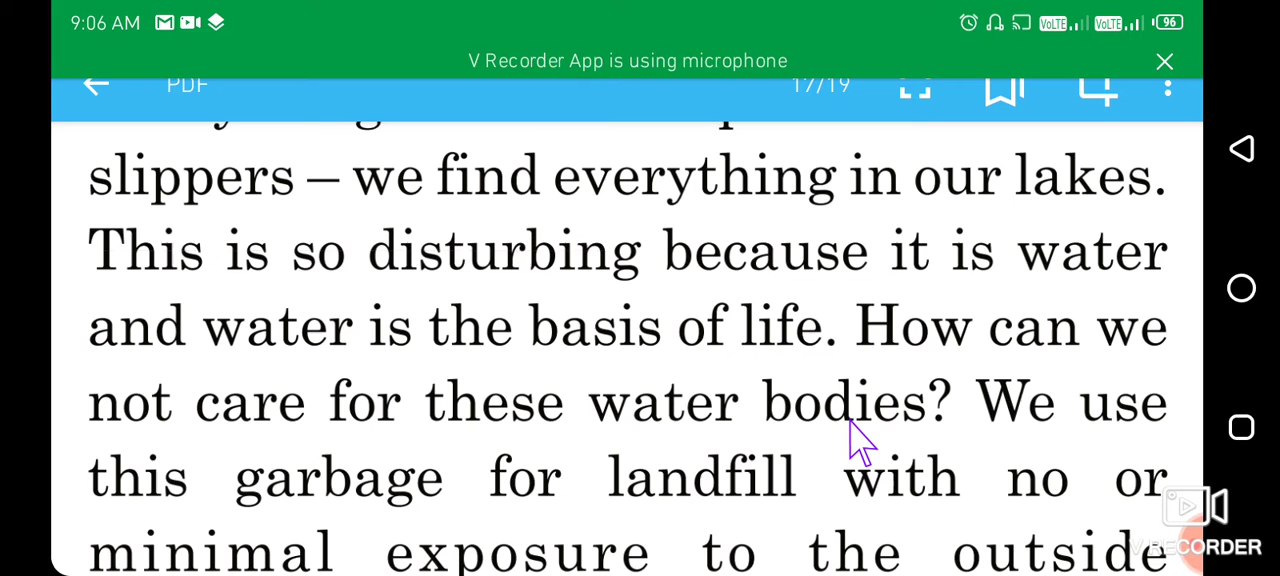 9:06 AM VoLTE VoLTE 96
V Recorder App is using microphone
PDF 17/19
slippers – we find everything in our lakes.
This is so disturbing because it is water
and water is the basis of life. How can we
not care for these water bodies? We use
this garbage for landfill with no or
minimal exposure to the outside
V RECORDER